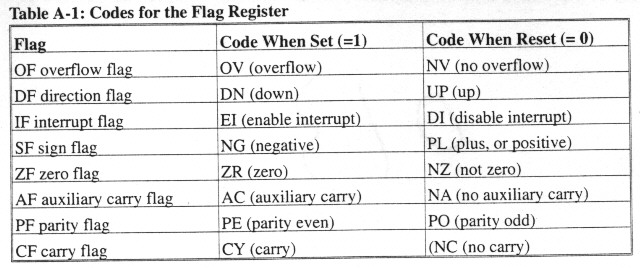 Table A-1: Codes for the Flag Register
Flag Code When Set (=1) Code When Reset (= 0)
OF overflow flag OV (overflow) NV (no overflow)
DF direction flag DN (down) UP (up)
IF interrupt flag EI (enable interrupt) DI (disable interrupt)
SF sign flag NG (negative) PL (plus, or positive)
ZF zero flag ZR (zero) NZ (not zero)
AF auxiliary carry flag AC (auxiliary carry) NA (no auxiliary carry)
PF parity flag PE (parity even) PO (parity odd)
CF carry flag CY (carry) (NC (no carry)